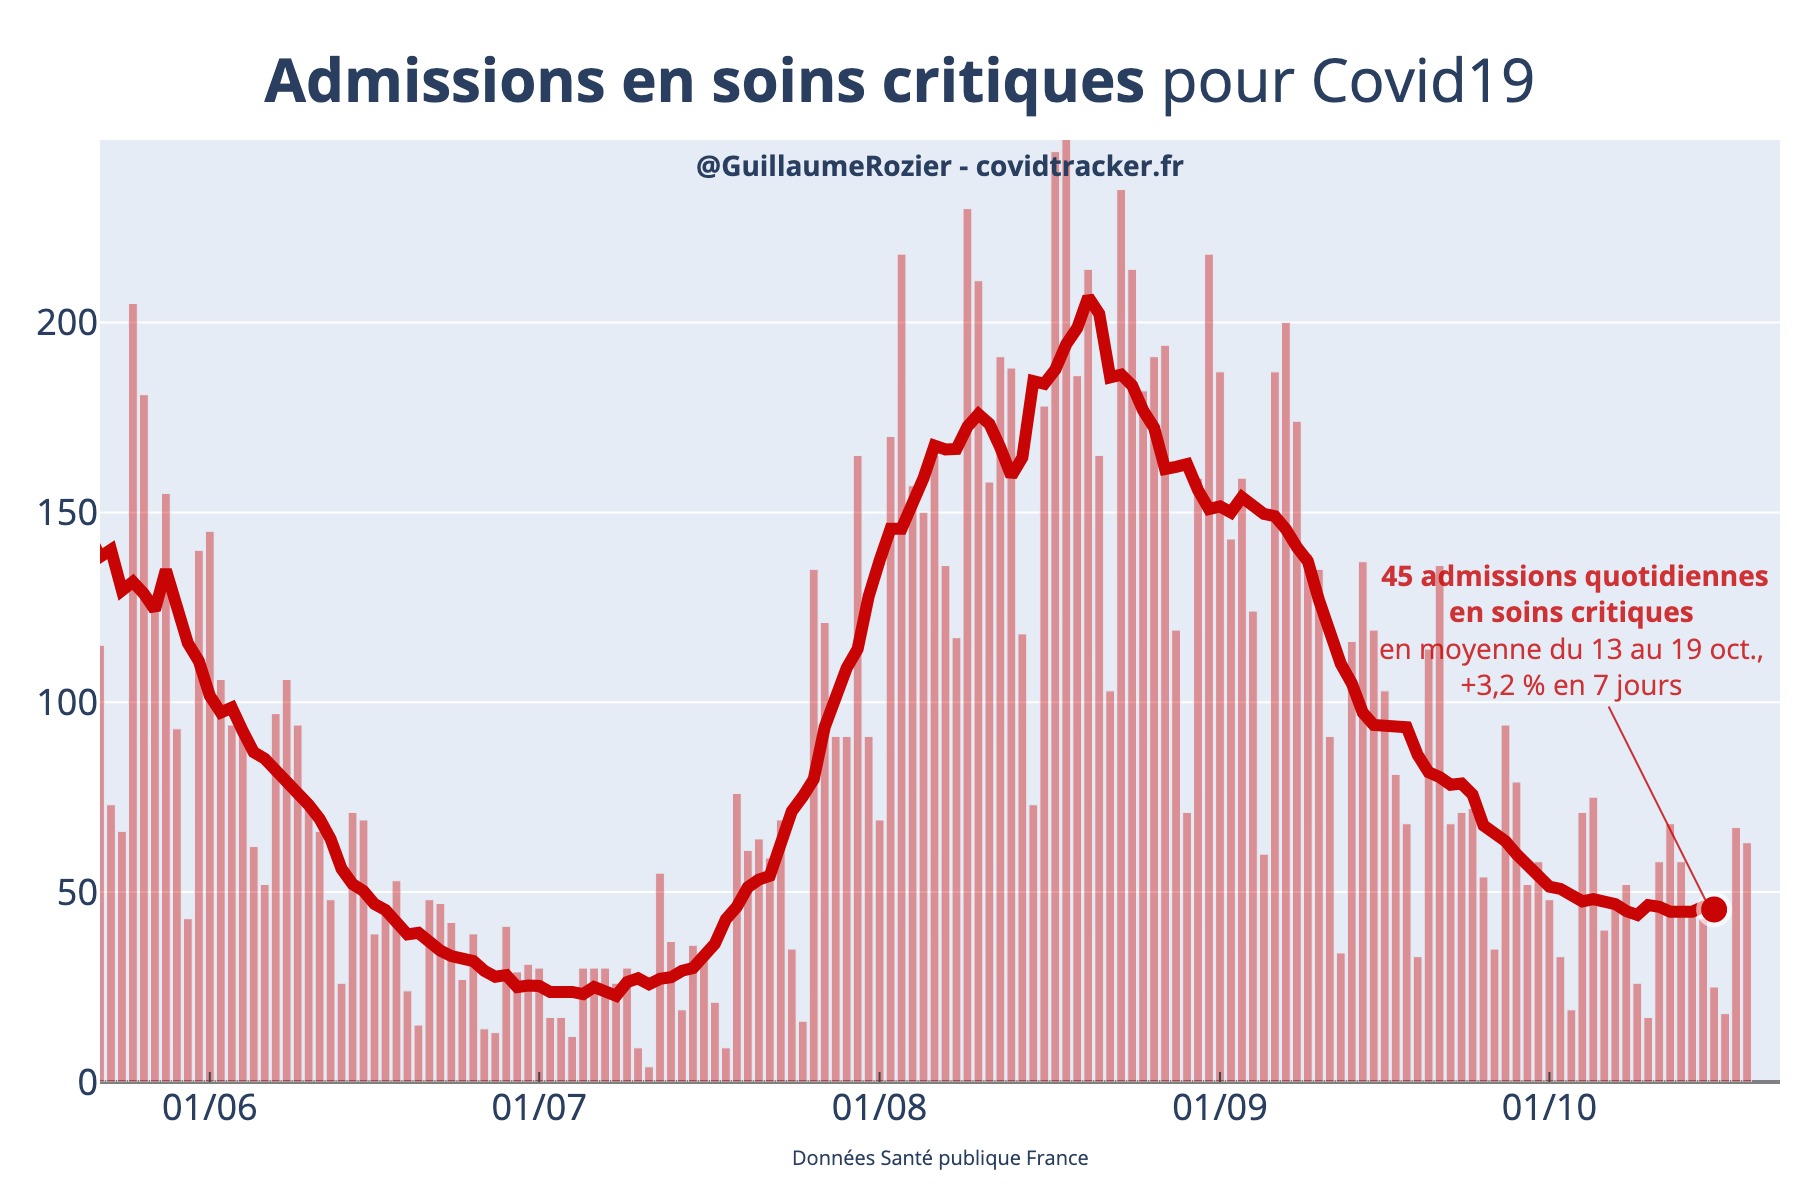 Admissions en soins critiques pour Covid19
@GuillaumeRozier - covidtracker.fr
200
150
100
50
0
45 admissions quotidiennes
en soins critiques
en moyenne du 13 au 19 oct.,
+3,2 % en 7 jours
01/06 01/07 01/08 01/09 01/10
Données Santé publique France